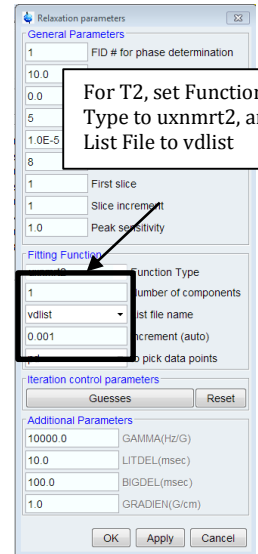 Relaxation parameters
General Parameters
1 FID # for phase determination
10.0
0.0
5
1.0E-5
8
For T2, set Function
Type to uxnmrt2, a
List File to vdlist
1 First slice
1 Slice increment
1.0 Peak sensitivity
Fitting Function
Function Type
1 Number of components
vdlist list file name
0.001 Increment (auto)
to pick data points
Iteration control parameters
Guesses Reset
Additional Parameters
10000.0 GAMMA(Hz/G)
10.0 LITDEL(msec)
100.0 BIGDEL(msec)
1.0 GRADIEN(G/cm)
OK Apply Cancel